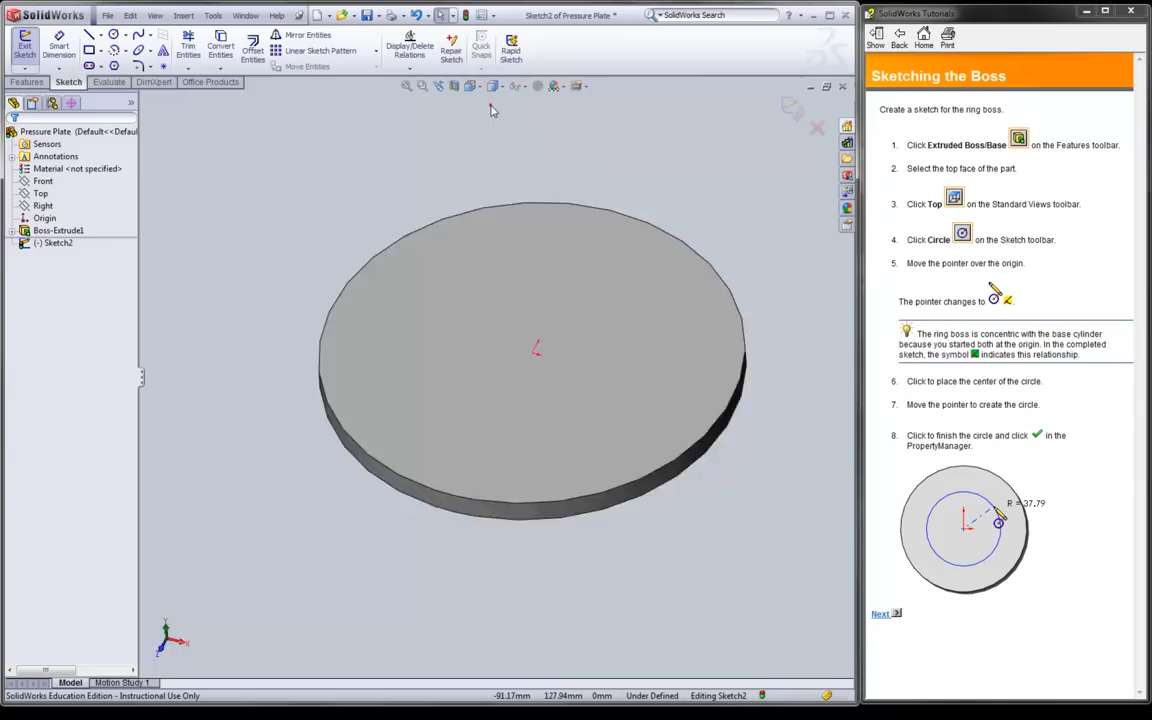 SolidWorks
File
Edit
View
Insert
Tools
Window
Help
Sketch2 of Pressure Plate *
SolidWorks Search
?
Exit Sketch
Smart Dimension
Trim Entities
Convert Entities
Offset Entities
Mirror Entities
Linear Sketch Pattern
Move Entities
Display/Delete Relations
Repair Sketch
Quick Snaps
Rapid Sketch
Features
Sketch
Evaluate
DimXpert
Office Products
Pressure Plate (Default<<Defau
Sensors
Annotations
Material <not specified>
Front
Top
Right
Origin
Boss-Extrude1
(-) Sketch2
Y
X
Z
Model
Motion Study 1
SolidWorks Education Edition - Instructional Use Only
-91.17mm
127.94mm
0mm
Under Defined
Editing Sketch2
SolidWorks Tutorials
Show
Back
Home
Print
Sketching the Boss
Create a sketch for the ring boss.
1. Click Extruded Boss/Base on the Features toolbar.
2. Select the top face of the part.
3. Click Top on the Standard Views toolbar.
4. Click Circle on the Sketch toolbar.
5. Move the pointer over the origin.
The pointer changes to .
The ring boss is concentric with the base cylinder
because you started both at the origin. In the completed
sketch, the symbol indicates this relationship.
6. Click to place the center of the circle.
7. Move the pointer to create the circle.
8. Click to finish the circle and click in the
PropertyManager.
R = 37.79
Next